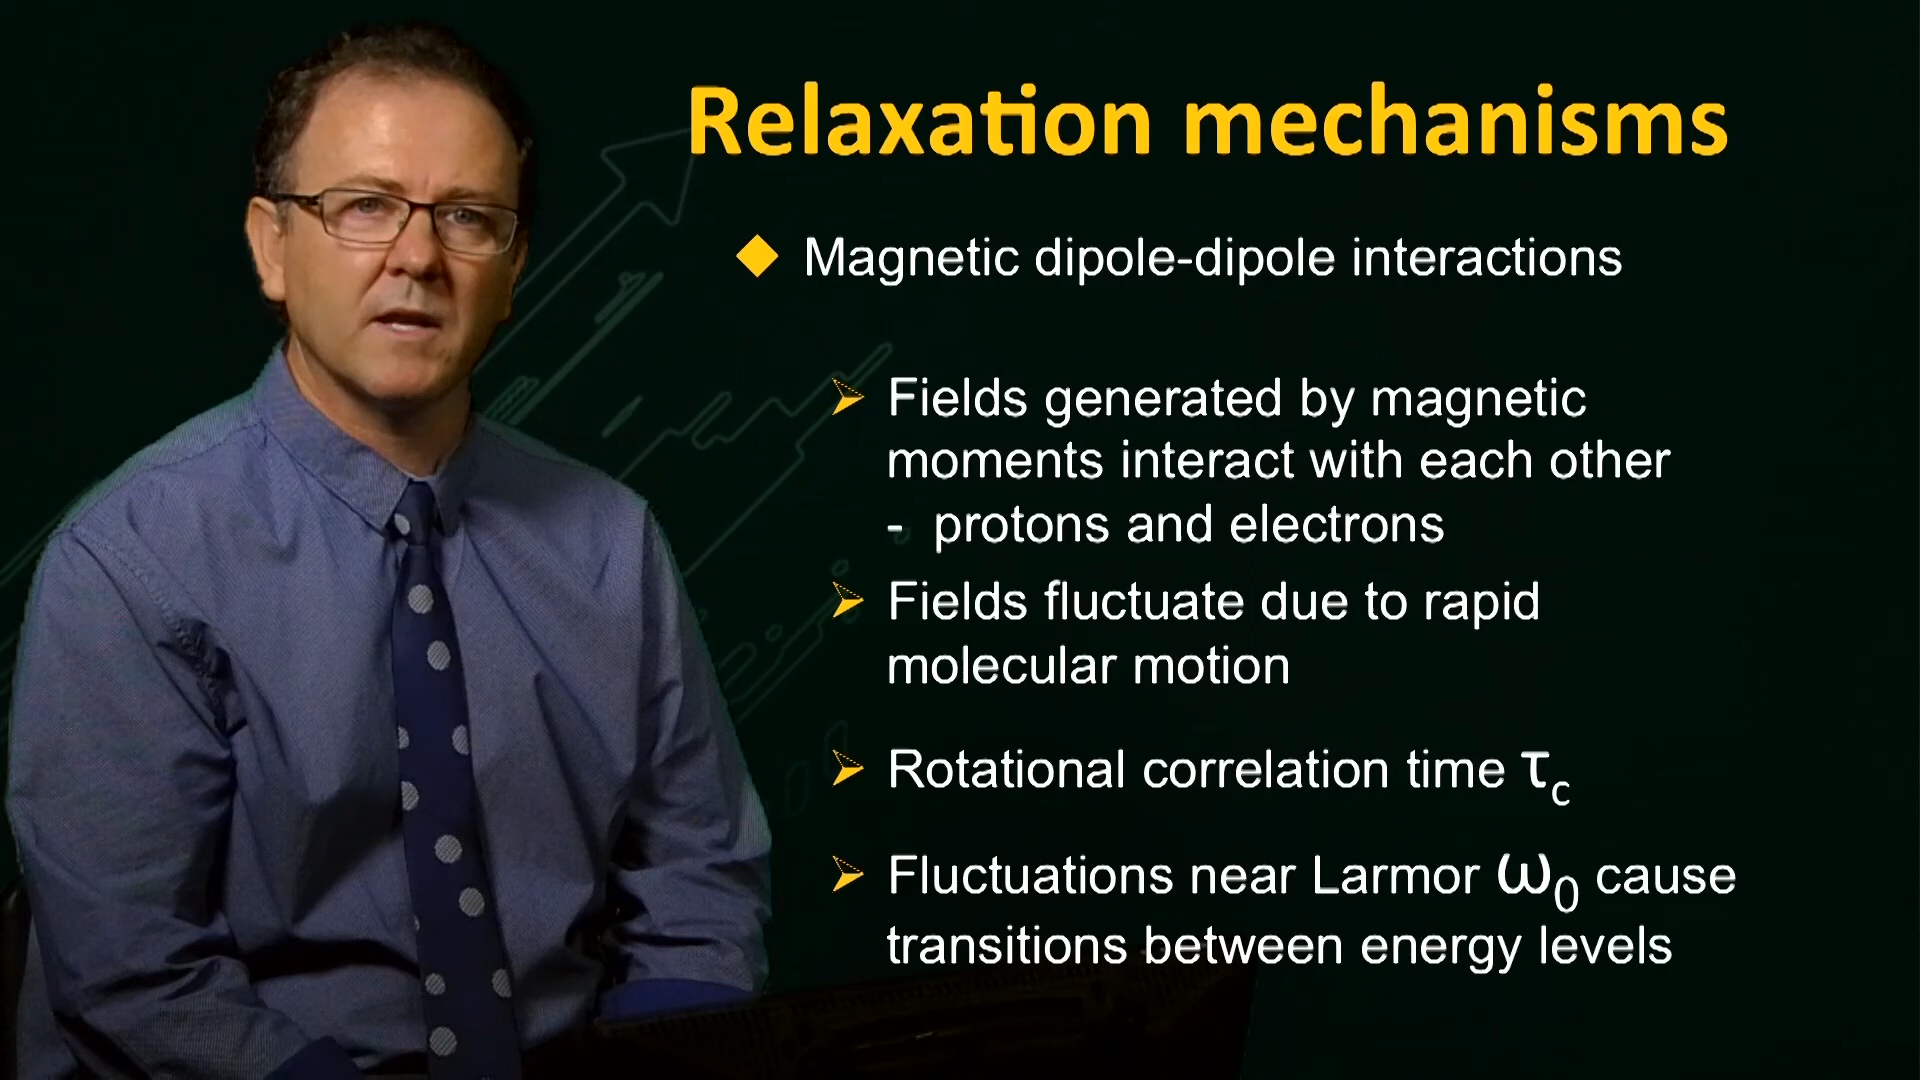 Relaxation mechanisms
Magnetic dipole-dipole interactions
Fields generated by magnetic
moments interact with each other
- protons and electrons
Fields fluctuate due to rapid
molecular motion
Rotational correlation time τc
Fluctuations near Larmor ω0 cause
transitions between energy levels